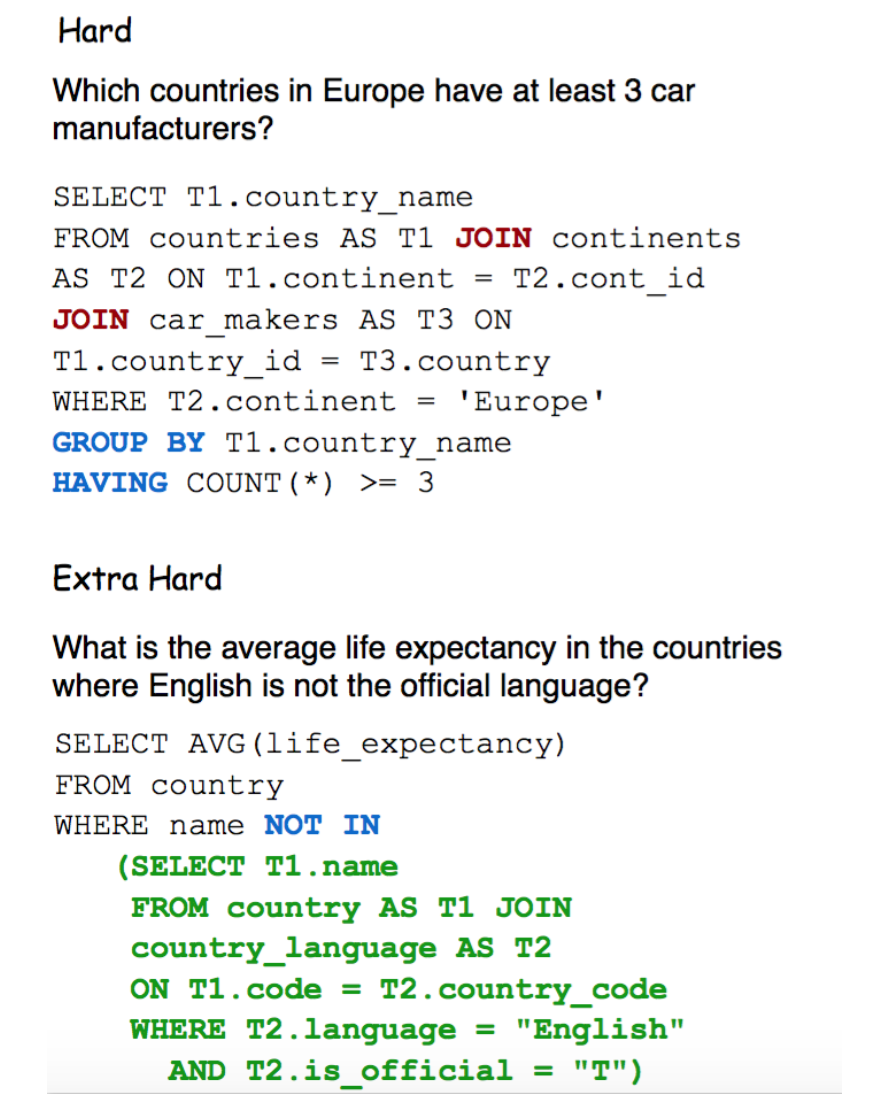 Hard
Which countries in Europe have at least 3 car
manufacturers?
SELECT T1.country_name
FROM countries AS T1 JOIN continents
AS T2 ON T1.continent = T2.cont_id
JOIN car_makers AS T3 ON
T1.country_id = T3.country
WHERE T2.continent = 'Europe'
GROUP BY T1.country_name
HAVING COUNT(*) >= 3
Extra Hard
What is the average life expectancy in the countries
where English is not the official language?
SELECT AVG(life_expectancy)
FROM country
WHERE name NOT IN
(SELECT T1.name
FROM country AS T1 JOIN
country_language AS T2
ON T1.code = T2.country_code
WHERE T2.language = "English"
AND T2.is_official = "T")